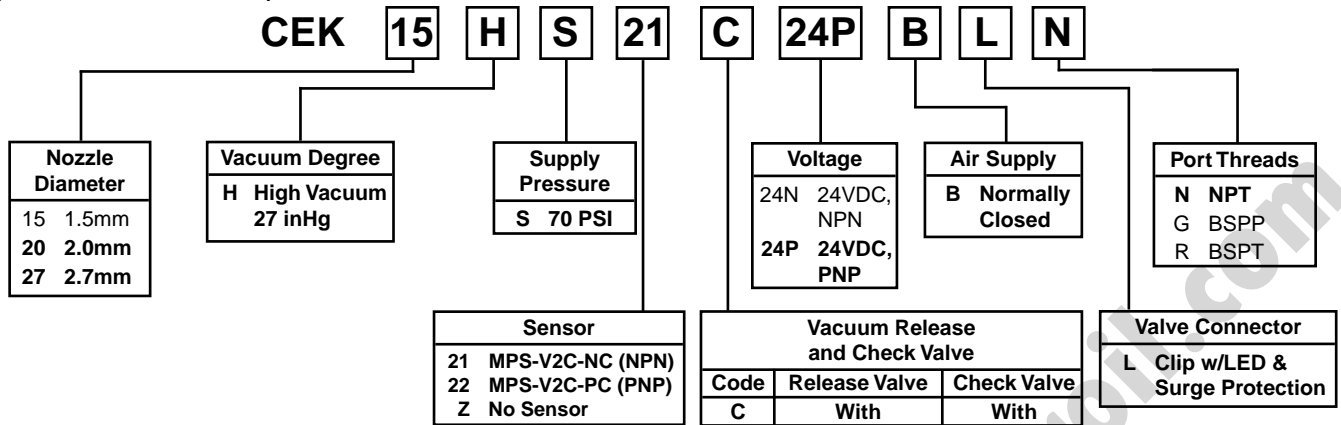 CEK 15 H S 21 C 24P B L N
Nozzle
Diameter
15 1.5mm
20 2.0mm
27 2.7mm
Vacuum Degree
H High Vacuum
27 inHg
Supply
Pressure
S 70 PSI
Voltage
24N 24VDC,
NPN
24P 24VDC,
PNP
Air Supply
B Normally
Closed
Port Threads
N NPT
G BSPP
R BSPT
Sensor
21 MPS-V2C-NC (NPN)
22 MPS-V2C-PC (PNP)
Z No Sensor
Vacuum Release
and Check Valve
Code Release Valve Check Valve
C With With
Valve Connector
L Clip w/LED &
Surge Protection